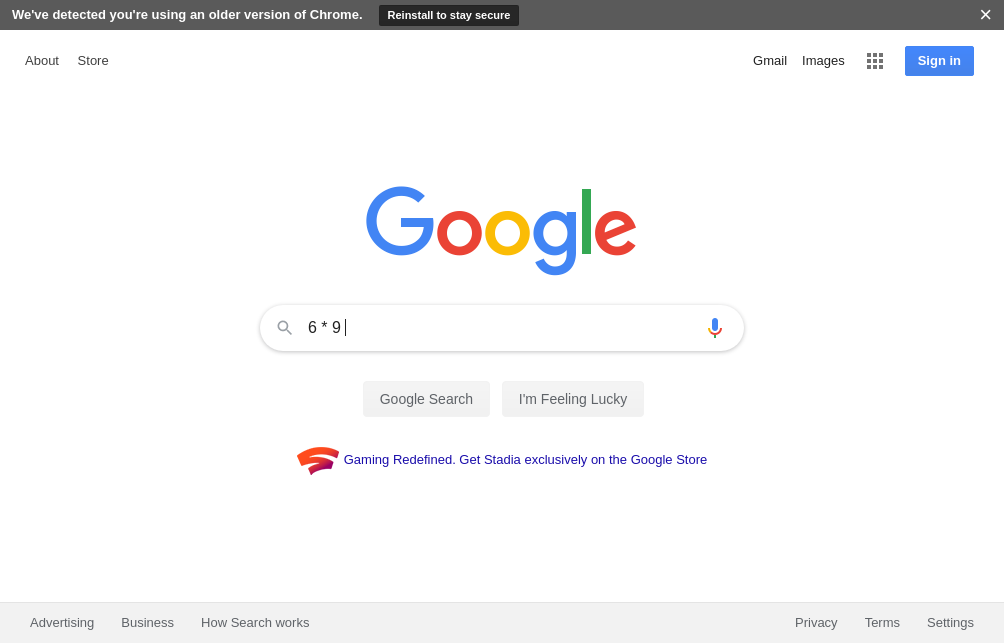 We've detected you're using an older version of Chrome. Reinstall to stay secure
About Store Gmail Images Sign in
Google
6 * 9
Google Search I'm Feeling Lucky
Gaming Redefined. Get Stadia exclusively on the Google Store
Advertising Business How Search works Privacy Terms Settings